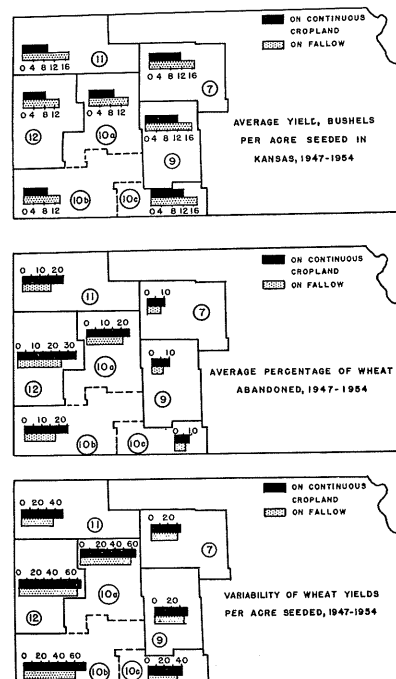 ON CONTINUOUS
CROPLAND
ON FALLOW
11
0 4 8 12 16
7
0 4 8 12 16
0 4 8 12
0 4 8 12
12
10a
0 4 8 12 16
9
AVERAGE YIELD, BUSHELS
PER ACRE SEEDED IN
KANSAS, 1947-1954
0 4 8 12
10b
10c
0 4 8 12 16
ON CONTINUOUS
CROPLAND
ON FALLOW
0 10 20
11
0 10
7
0 10 20
0 10 20 30
10a
12
0 10
9
AVERAGE PERCENTAGE OF WHEAT
ABANDONED, 1947-1954
0 10 20
10b
10c
0 10
ON CONTINUOUS
CROPLAND
ON FALLOW
0 20 40
11
0 20
7
0 20 40 60
0 20 40 60
10a
12
0 20
9
VARIABILITY OF WHEAT YIELDS
PER ACRE SEEDED, 1947-1954
0 20 40 60
10b
10c
0 20 40